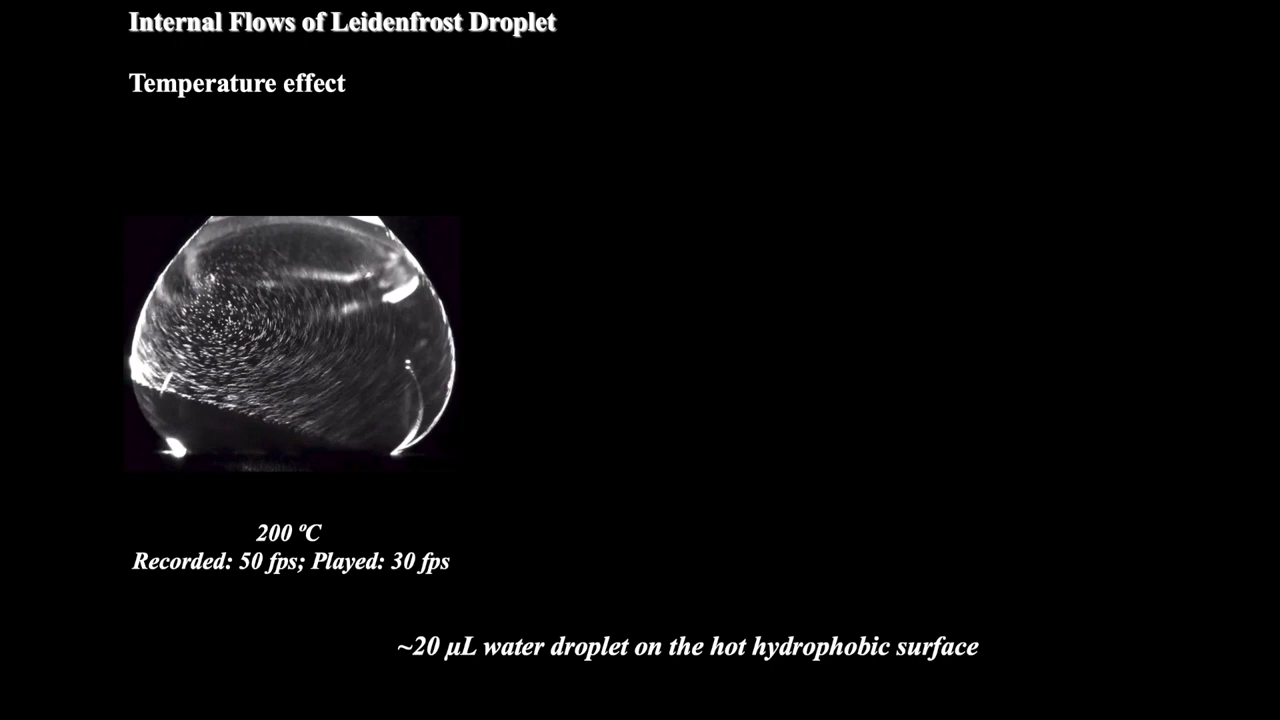 Internal Flows of Leidenfrost Droplet
Temperature effect
200 ºC
Recorded: 50 fps; Played: 30 fps
~20 µL water droplet on the hot hydrophobic surface